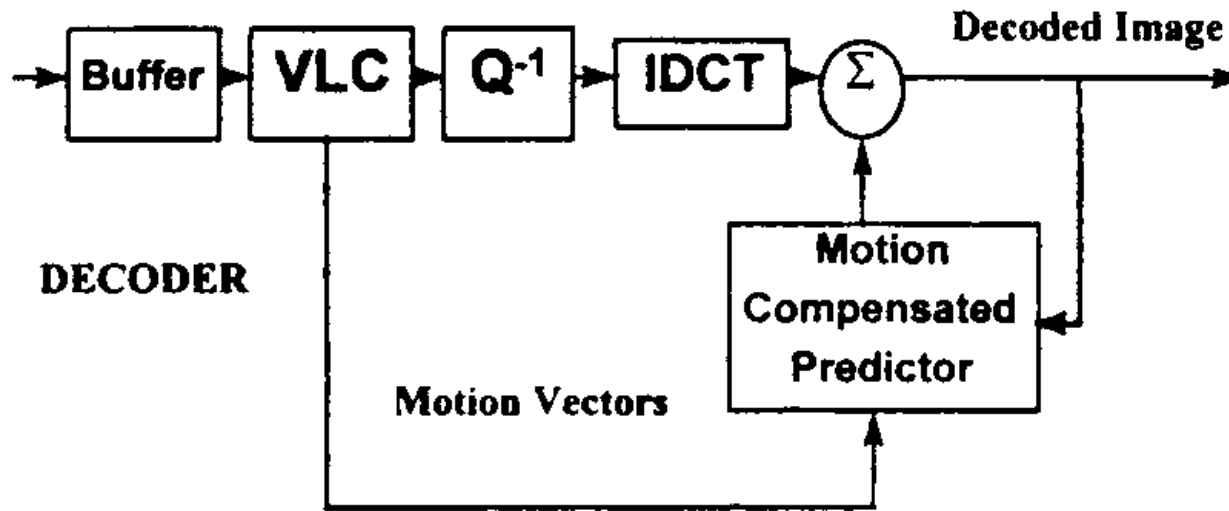 Decoded Image
Buffer
VLC
Q-1
IDCT
Σ
DECODER
Motion
Compensated
Predictor
Motion Vectors